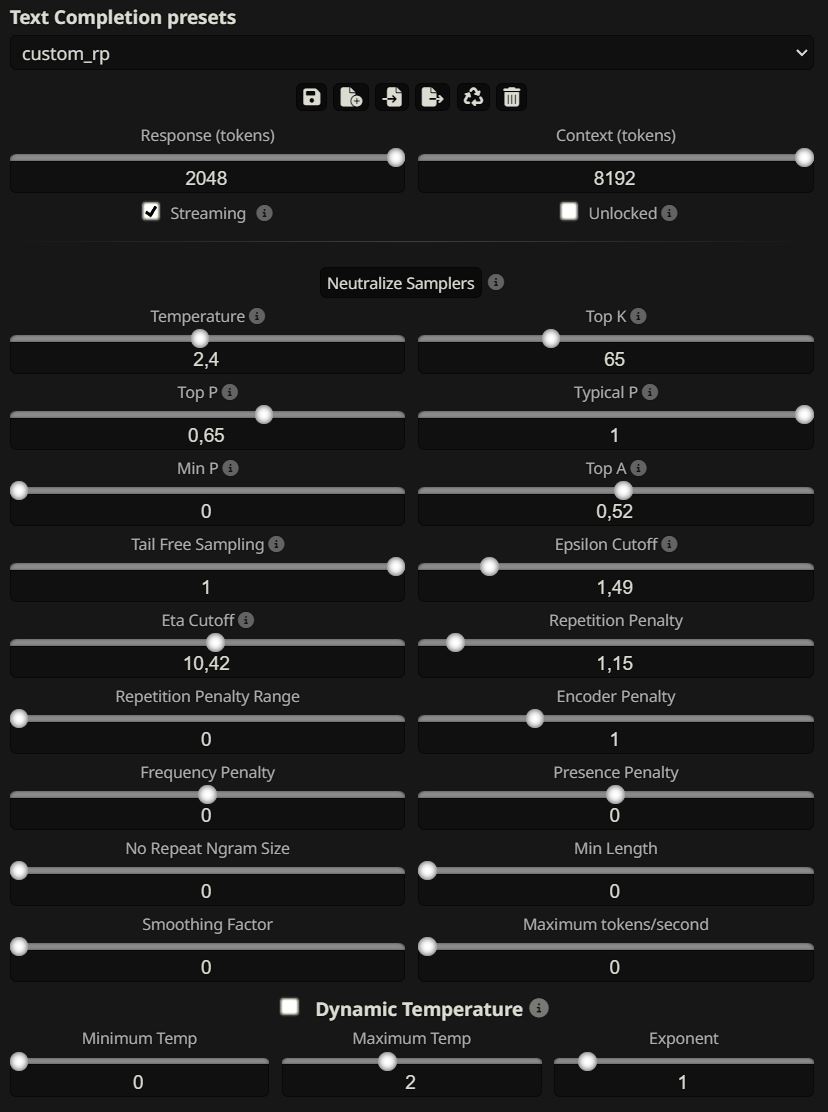 Text Completion presets
custom_rp
Response (tokens) Context (tokens)
2048 8192
Streaming Unlocked
Neutralize Samplers
Temperature Top K
2,4 65
Top P Typical P
0,65 1
Min P Top A
0 0,52
Tail Free Sampling Epsilon Cutoff
1 1,49
Eta Cutoff Repetition Penalty
10,42 1,15
Repetition Penalty Range Encoder Penalty
0 1
Frequency Penalty Presence Penalty
0 0
No Repeat Ngram Size Min Length
0 0
Smoothing Factor Maximum tokens/second
0 0
Dynamic Temperature
Minimum Temp Maximum Temp Exponent
0 2 1